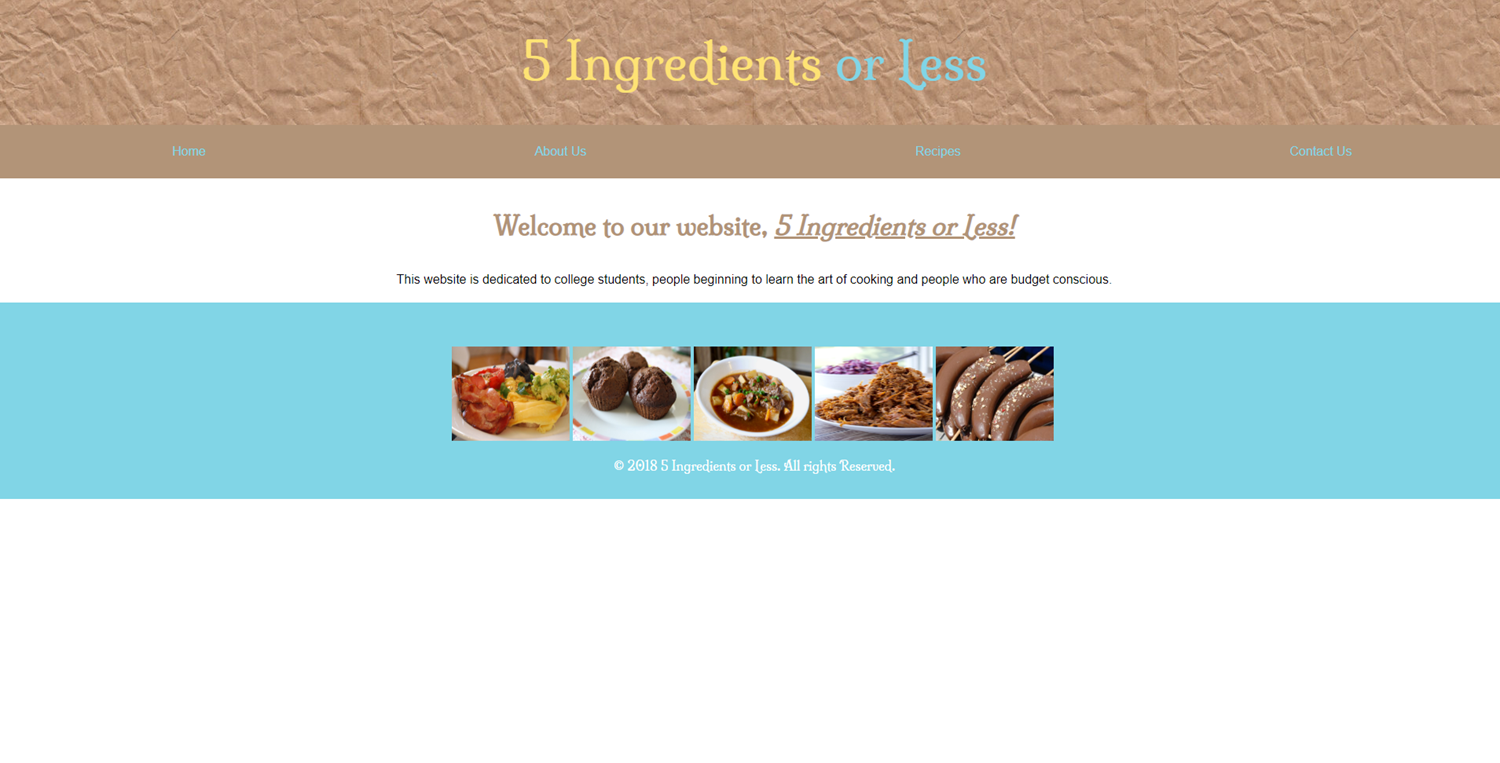 5 Ingredients or Less
Home About Us Recipes Contact Us
Welcome to our website, 5 Ingredients or Less!
This website is dedicated to college students, people beginning to learn the art of cooking and people who are budget conscious.
© 2018 5 Ingredients or Less. All rights Reserved.